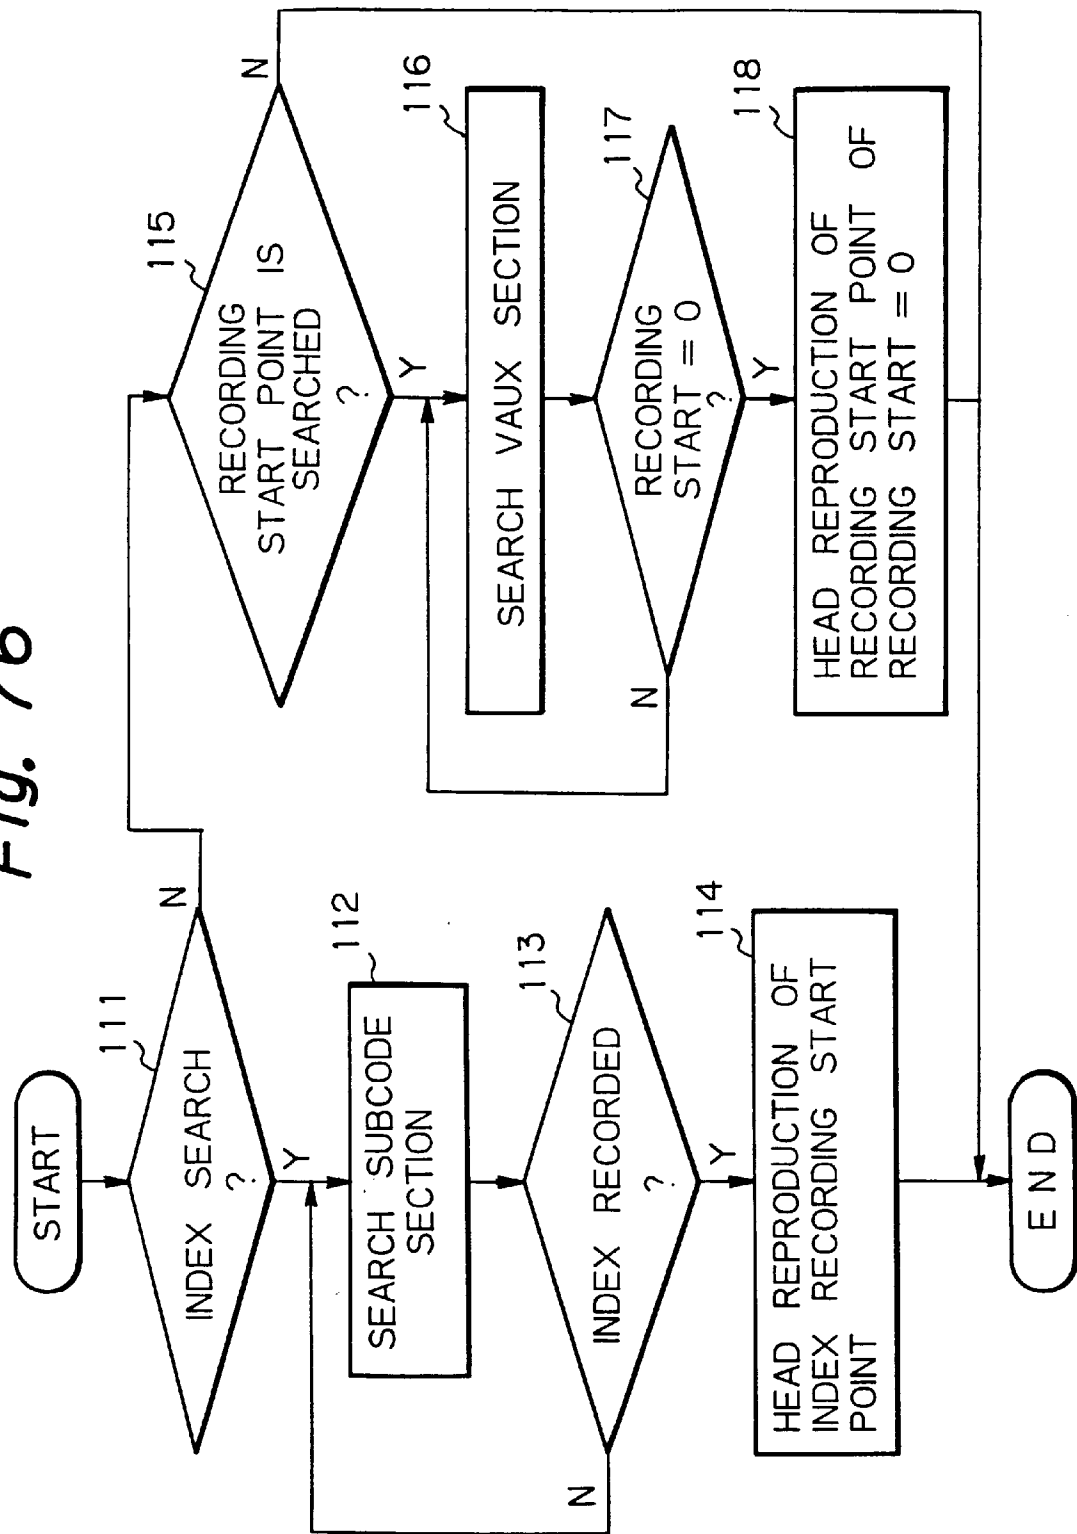 Fig. 76
START
111
INDEX SEARCH
?
N
Y
112
SEARCH SUBCODE
SECTION
113
INDEX RECORDED
?
N
Y
114
HEAD REPRODUCTION OF
INDEX RECORDING START
POINT
115
RECORDING
START POINT IS
SEARCHED
?
N
Y
116
SEARCH VAUX SECTION
117
RECORDING
START = 0
?
N
Y
118
HEAD REPRODUCTION OF
RECORDING START POINT OF
RECORDING START = 0
END